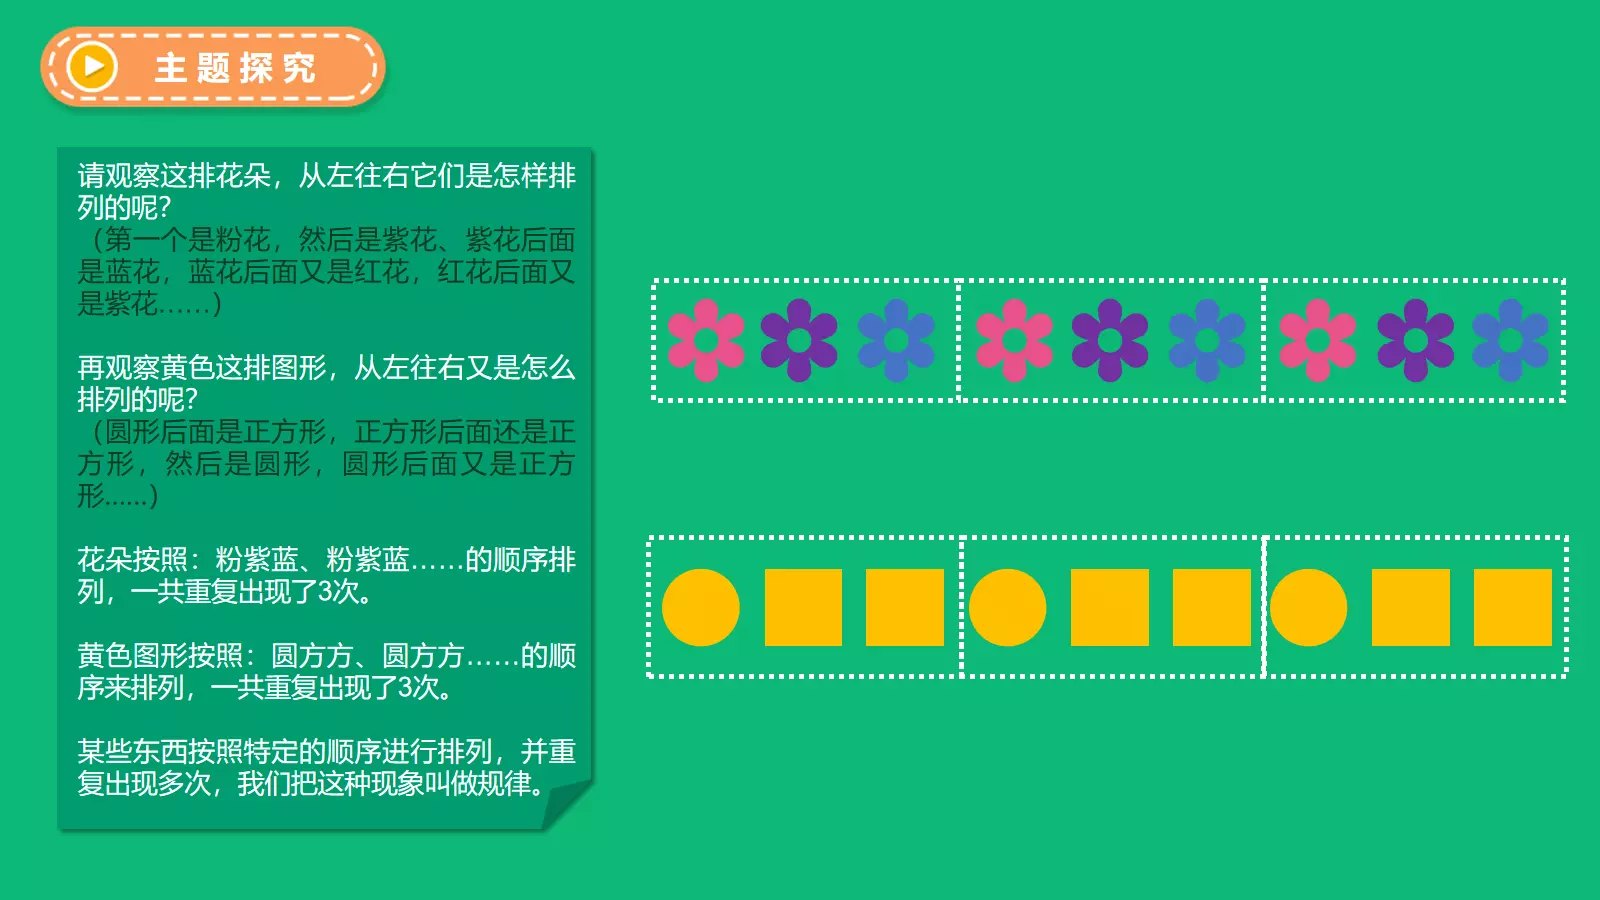 主题探究
请观察这排花朵，从左往右它们是怎样排
列的呢？
（第一个是粉花，然后是紫花、紫花后面
是蓝花，蓝花后面又是红花，红花后面又
是紫花……）
再观察黄色这排图形，从左往右又是怎么
排列的呢？
（圆形后面是正方形，正方形后面还是正
方形，然后是圆形，圆形后面又是正方
形……）
花朵按照：粉紫蓝、粉紫蓝……的顺序排
列，一共重复出现了3次。
黄色图形按照：圆方方、圆方方……的顺
序来排列，一共重复出现了3次。
某些东西按照特定的顺序进行排列，并重
复出现多次，我们把这种现象叫做规律。